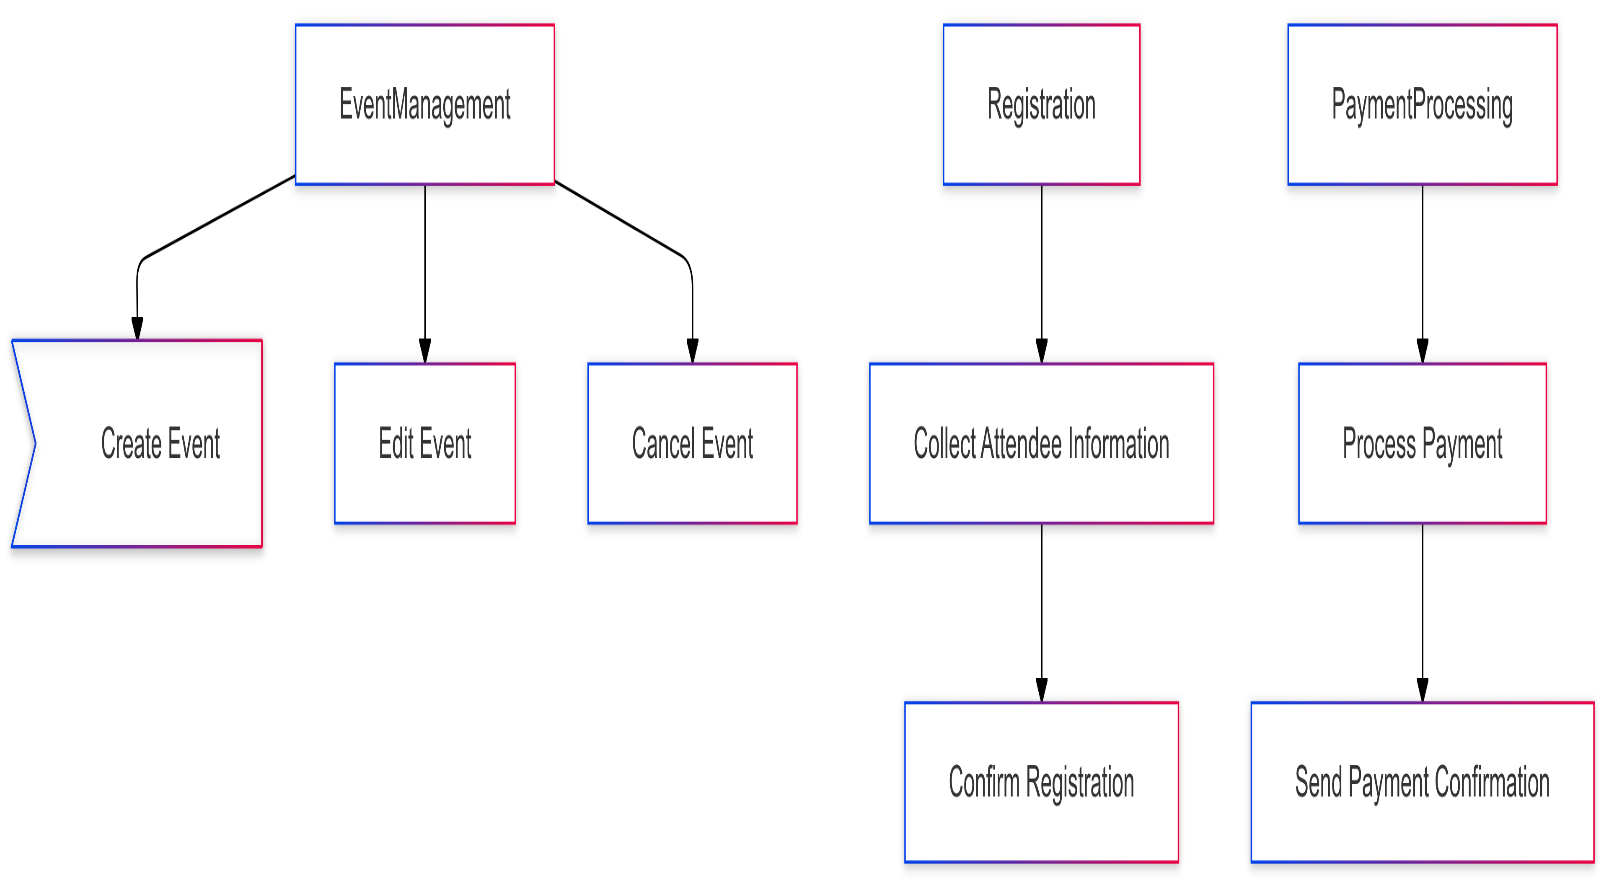 EventManagement
Registration
PaymentProcessing
Create Event
Edit Event
Cancel Event
Collect Attendee Information
Process Payment
Confirm Registration
Send Payment Confirmation